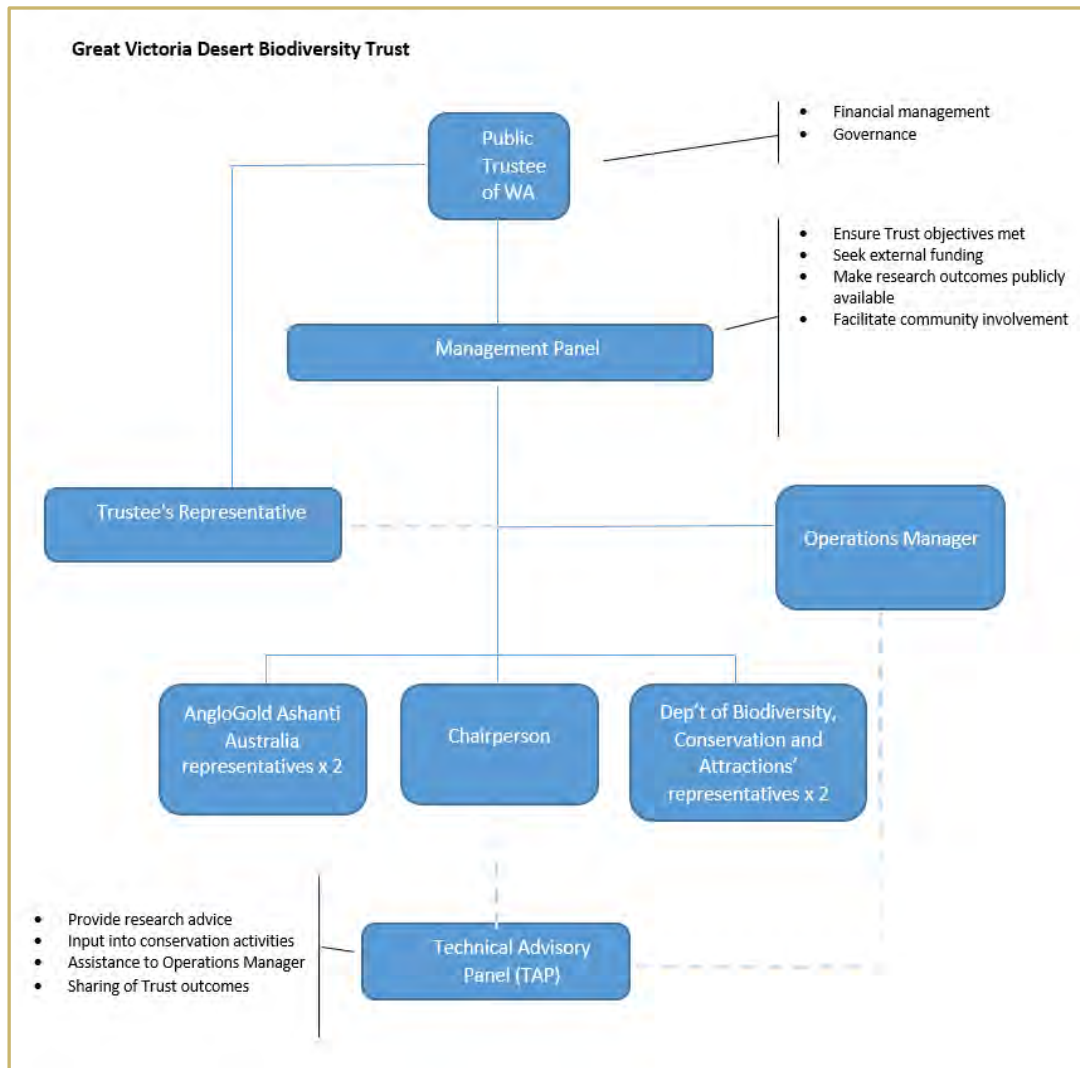 Great Victoria Desert Biodiversity Trust
Public
Trustee
of WA
• Financial management
• Governance
• Ensure Trust objectives met
• Seek external funding
• Make research outcomes publicly
available
• Facilitate community involvement
Management Panel
Trustee's Representative
Operations Manager
AngloGold Ashanti
Australia
representatives x 2
Chairperson
Dep't of Biodiversity,
Conservation and
Attractions'
representatives x 2
• Provide research advice
• Input into conservation activities
• Assistance to Operations Manager
• Sharing of Trust outcomes
Technical Advisory
Panel (TAP)